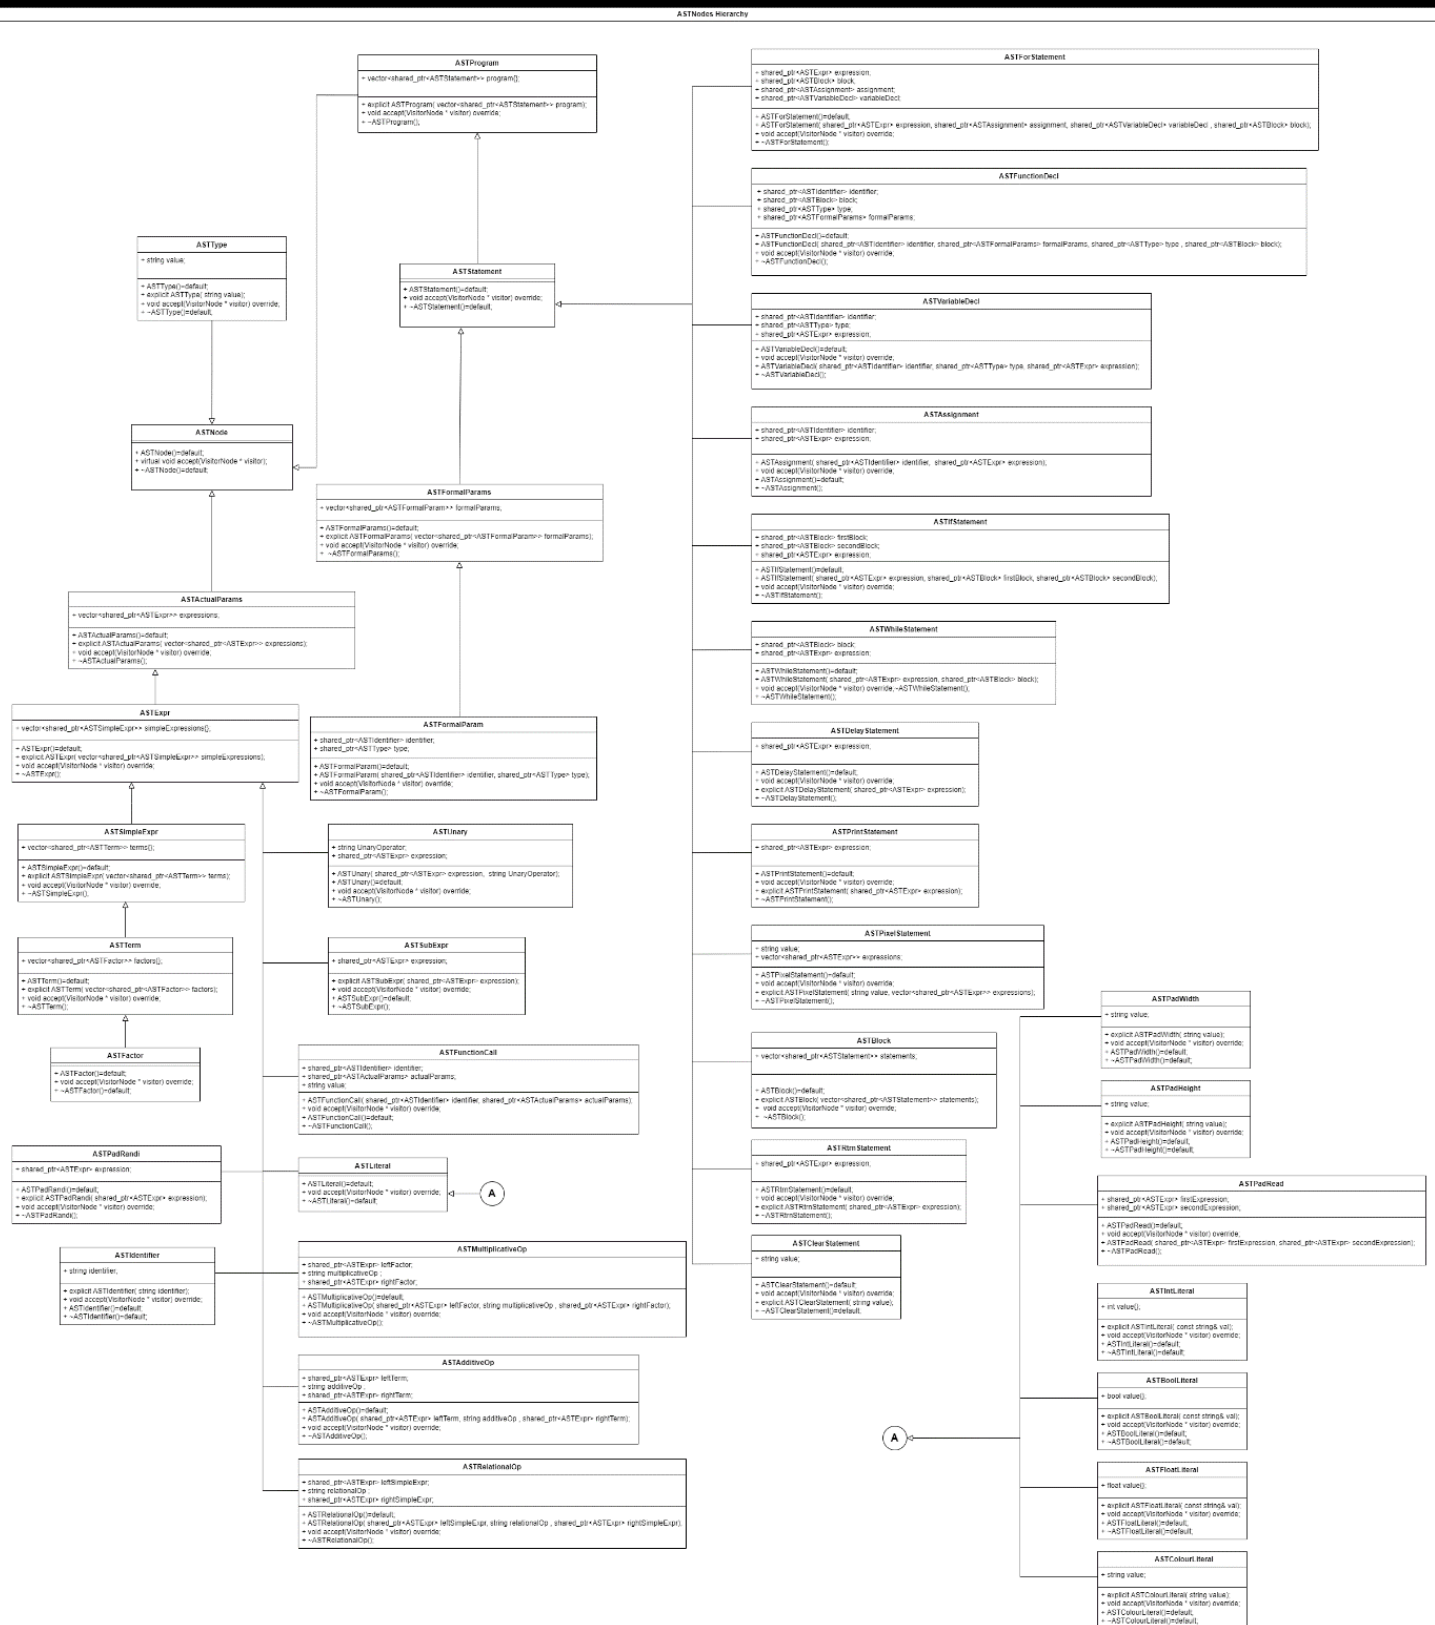 ASTNodes Hierarchy
ASTProgram
+ vector<shared_ptr<ASTStatement>> program{};
+ explicit ASTProgram( vector<shared_ptr<ASTStatement>> program);
+ void accept(VisitorNode * visitor) override;
+ ~ASTProgram();
ASTType
+ string value;
+ ASTType()=default;
+ explicit ASTType( string value);
+ void accept(VisitorNode * visitor) override;
+ ~ASTType()=default;
ASTStatement
+ ASTStatement()=default;
+ void accept(VisitorNode * visitor) override;
+ ~ASTStatement()=default;
ASTNode
+ ASTNode()=default;
+ virtual void accept(VisitorNode * visitor);
+ ~ASTNode()=default;
ASTFormalParams
+ vector<shared_ptr<ASTFormalParam>> formalParams;
+ ASTFormalParams()=default;
+ explicit ASTFormalParams( vector<shared_ptr<ASTFormalParam>> formalParams);
+ void accept(VisitorNode * visitor) override;
+ ~ASTFormalParams();
ASTActualParams
+ vector<shared_ptr<ASTExpr>> expressions;
+ ASTActualParams()=default;
+ explicit ASTActualParams( vector<shared_ptr<ASTExpr>> expressions);
+ void accept(VisitorNode * visitor) override;
+ ~ASTActualParams();
ASTExpr
+ vector<shared_ptr<ASTSimpleExpr>> simpleExpressions{};
+ ASTExpr()=default;
+ explicit ASTExpr( vector<shared_ptr<ASTSimpleExpr>> simpleExpressions);
+ void accept(VisitorNode * visitor) override;
+ ~ASTExpr();
ASTFormalParam
+ shared_ptr<ASTIdentifier> identifier;
+ shared_ptr<ASTType> type;
+ ASTFormalParam()=default;
+ ASTFormalParam( shared_ptr<ASTIdentifier> identifier, shared_ptr<ASTType> type);
+ void accept(VisitorNode * visitor) override;
+ ~ASTFormalParam();
ASTSimpleExpr
+ vector<shared_ptr<ASTTerm>> terms{};
+ ASTSimpleExpr()=default;
+ explicit ASTSimpleExpr( vector<shared_ptr<ASTTerm>> terms);
+ void accept(VisitorNode * visitor) override;
+ ~ASTSimpleExpr();
ASTUnary
+ string UnaryOperator;
+ shared_ptr<ASTExpr> expression;
+ ASTUnary( shared_ptr<ASTExpr> expression, string UnaryOperator);
+ ASTUnary()=default;
+ void accept(VisitorNode * visitor) override;
+ ~ASTUnary();
ASTTerm
+ vector<shared_ptr<ASTFactor>> factors{};
+ ASTTerm()=default;
+ explicit ASTTerm( vector<shared_ptr<ASTFactor>> factors);
+ void accept(VisitorNode * visitor) override;
+ ~ASTTerm();
ASTSubExpr
+ shared_ptr<ASTExpr> expression;
+ explicit ASTSubExpr( shared_ptr<ASTExpr> expression);
+ void accept(VisitorNode * visitor) override;
+ ASTSubExpr()=default;
+ ~ASTSubExpr();
ASTFactor
+ ASTFactor()=default;
+ void accept(VisitorNode * visitor) override;
+ ~ASTFactor()=default;
ASTFunctionCall
+ shared_ptr<ASTIdentifier> identifier;
+ shared_ptr<ASTActualParams> actualParams;
+ string value;
+ ASTFunctionCall( shared_ptr<ASTIdentifier> identifier, shared_ptr<ASTActualParams> actualParams);
+ void accept(VisitorNode * visitor) override;
+ ASTFunctionCall()=default;
+ ~ASTFunctionCall();
ASTPadRandi
+ shared_ptr<ASTExpr> expression;
+ ASTPadRandi()=default;
+ explicit ASTPadRandi( shared_ptr<ASTExpr> expression);
+ void accept(VisitorNode * visitor) override;
+ ~ASTPadRandi();
ASTLiteral
+ ASTLiteral()=default;
+ void accept(VisitorNode * visitor) override;
+ ~ASTLiteral()=default;
A
ASTIdentifier
+ string identifier;
+ explicit ASTIdentifier( string identifier);
+ void accept(VisitorNode * visitor) override;
+ ASTIdentifier()=default;
+ ~ASTIdentifier()=default;
ASTMultiplicativeOp
+ shared_ptr<ASTExpr> leftFactor;
+ string multiplicativeOp ;
+ shared_ptr<ASTExpr> rightFactor;
+ ASTMultiplicativeOp()=default;
+ ASTMultiplicativeOp( shared_ptr<ASTExpr> leftFactor, string multiplicativeOp , shared_ptr<ASTExpr> rightFactor);
+ void accept(VisitorNode * visitor) override;
+ ~ASTMultiplicativeOp();
ASTAdditiveOp
+ shared_ptr<ASTExpr> leftTerm;
+ string additiveOp ;
+ shared_ptr<ASTExpr> rightTerm;
+ ASTAdditiveOp()=default;
+ ASTAdditiveOp( shared_ptr<ASTExpr> leftTerm, string additiveOp , shared_ptr<ASTExpr> rightTerm);
+ void accept(VisitorNode * visitor) override;
+ ~ASTAdditiveOp();
ASTRelationalOp
+ shared_ptr<ASTExpr> leftSimpleExpr;
+ string relationalOp ;
+ shared_ptr<ASTExpr> rightSimpleExpr;
+ ASTRelationalOp()=default;
+ ASTRelationalOp( shared_ptr<ASTExpr> leftSimpleExpr, string relationalOp , shared_ptr<ASTExpr> rightSimpleExpr);
+ void accept(VisitorNode * visitor) override;
+ ~ASTRelationalOp();
ASTForStatement
+ shared_ptr<ASTExpr> expression;
+ shared_ptr<ASTBlock> block;
+ shared_ptr<ASTAssignment> assignment;
+ shared_ptr<ASTVariableDecl> variableDecl;
+ ASTForStatement()=default;
+ ASTForStatement( shared_ptr<ASTExpr> expression, shared_ptr<ASTAssignment> assignment, shared_ptr<ASTVariableDecl> variableDecl , shared_ptr<ASTBlock> block);
+ void accept(VisitorNode * visitor) override;
+ ~ASTForStatement();
ASTFunctionDecl
+ shared_ptr<ASTIdentifier> identifier;
+ shared_ptr<ASTBlock> block;
+ shared_ptr<ASTType> type;
+ shared_ptr<ASTFormalParams> formalParams;
+ ASTFunctionDecl()=default;
+ ASTFunctionDecl( shared_ptr<ASTIdentifier> identifier, shared_ptr<ASTFormalParams> formalParams, shared_ptr<ASTType> type , shared_ptr<ASTBlock> block);
+ void accept(VisitorNode * visitor) override;
+ ~ASTFunctionDecl();
ASTVariableDecl
+ shared_ptr<ASTIdentifier> identifier;
+ shared_ptr<ASTType> type;
+ shared_ptr<ASTExpr> expression;
+ ASTVariableDecl()=default;
+ void accept(VisitorNode * visitor) override;
+ ASTVariableDecl( shared_ptr<ASTIdentifier> identifier, shared_ptr<ASTType> type, shared_ptr<ASTExpr> expression);
+ ~ASTVariableDecl();
ASTAssignment
+ shared_ptr<ASTIdentifier> identifier;
+ shared_ptr<ASTExpr> expression;
+ ASTAssignment( shared_ptr<ASTIdentifier> identifier, shared_ptr<ASTExpr> expression);
+ void accept(VisitorNode * visitor) override;
+ ASTAssignment()=default;
+ ~ASTAssignment();
ASTIfStatement
+ shared_ptr<ASTBlock> firstBlock;
+ shared_ptr<ASTBlock> secondBlock;
+ shared_ptr<ASTExpr> expression;
+ ASTIfStatement()=default;
+ ASTIfStatement( shared_ptr<ASTExpr> expression, shared_ptr<ASTBlock> firstBlock, shared_ptr<ASTBlock> secondBlock);
+ void accept(VisitorNode * visitor) override;
+ ~ASTIfStatement();
ASTWhileStatement
+ shared_ptr<ASTBlock> block;
+ shared_ptr<ASTExpr> expression;
+ ASTWhileStatement()=default;
+ ASTWhileStatement( shared_ptr<ASTExpr> expression, shared_ptr<ASTBlock> block);
+ void accept(VisitorNode * visitor) override;~ASTWhileStatement();
+ ~ASTWhileStatement;
ASTDelayStatement
+ shared_ptr<ASTExpr> expression;
+ ASTDelayStatement()=default;
+ void accept(VisitorNode * visitor) override;
+ explicit ASTDelayStatement( shared_ptr<ASTExpr> expression);
+ ~ASTDelayStatement();
ASTPrintStatement
+ shared_ptr<ASTExpr> expression;
+ ASTPrintStatement()=default;
+ void accept(VisitorNode * visitor) override;
+ explicit ASTPrintStatement( shared_ptr<ASTExpr> expression);
+ ~ASTPrintStatement();
ASTPixelStatement
+ string value;
+ vector<shared_ptr<ASTExpr>> expressions;
+ ASTPixelStatement()=default;
+ void accept(VisitorNode * visitor) override;
+ explicit ASTPixelStatement( string value, vector<shared_ptr<ASTExpr>> expressions);
+ ~ASTPixelStatement();
ASTBlock
+ vector<shared_ptr<ASTStatement>> statements;
+ ASTBlock()=default;
+ explicit ASTBlock( vector<shared_ptr<ASTStatement>> statements);
+ void accept(VisitorNode * visitor) override;
+ ~ASTBlock();
ASTRtrnStatement
+ shared_ptr<ASTExpr> expression;
+ ASTRtrnStatement()=default;
+ void accept(VisitorNode * visitor) override;
+ explicit ASTRtrnStatement( shared_ptr<ASTExpr> expression);
+ ~ASTRtrnStatement();
ASTClearStatement
+ string value;
+ ASTClearStatement()=default;
+ void accept(VisitorNode * visitor) override;
+ explicit ASTClearStatement( string value);
+ ~ASTClearStatement()=default;
ASTPadWidth
+ string value;
+ explicit ASTPadWidth( string value);
+ void accept(VisitorNode * visitor) override;
+ ASTPadWidth()=default;
+ ~ASTPadWidth()=default;
ASTPadHeight
+ string value;
+ explicit ASTPadHeight( string value);
+ void accept(VisitorNode * visitor) override;
+ ASTPadHeight()=default;
+ ~ASTPadHeight()=default;
ASTPadRead
+ shared_ptr<ASTExpr> firstExpression;
+ shared_ptr<ASTExpr> secondExpression;
+ ASTPadRead()=default;
+ void accept(VisitorNode * visitor) override;
+ ASTPadRead( shared_ptr<ASTExpr> firstExpression, shared_ptr<ASTExpr> secondExpression);
+ ~ASTPadRead();
ASTIntLiteral
+ int value{};
+ explicit ASTIntLiteral( const string& val);
+ void accept(VisitorNode * visitor) override;
+ ASTIntLiteral()=default;
+ ~ASTIntLiteral()=default;
ASTBoolLiteral
+ bool value{};
+ explicit ASTBoolLiteral( const string& val);
+ void accept(VisitorNode * visitor) override;
+ ASTBoolLiteral()=default;
+ ~ASTBoolLiteral()=default;
A
ASTFloatLiteral
+ float value{};
+ explicit ASTFloatLiteral( const string& val);
+ void accept(VisitorNode * visitor) override;
+ ASTFloatLiteral()=default;
+ ~ASTFloatLiteral()=default;
ASTColourLiteral
+ string value;
+ explicit ASTColourLiteral( string value);
+ void accept(VisitorNode * visitor) override;
+ ASTColourLiteral()=default;
+ ~ASTColourLiteral()=default;